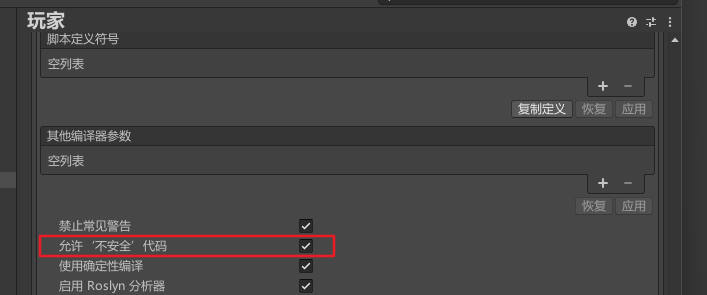 玩家
脚本定义符号
空列表
复制定义 恢复 应用
其他编译器参数
空列表
恢复 应用
禁止常见警告
允许‘不安全’代码
使用确定性编译
启用 Roslyn 分析器